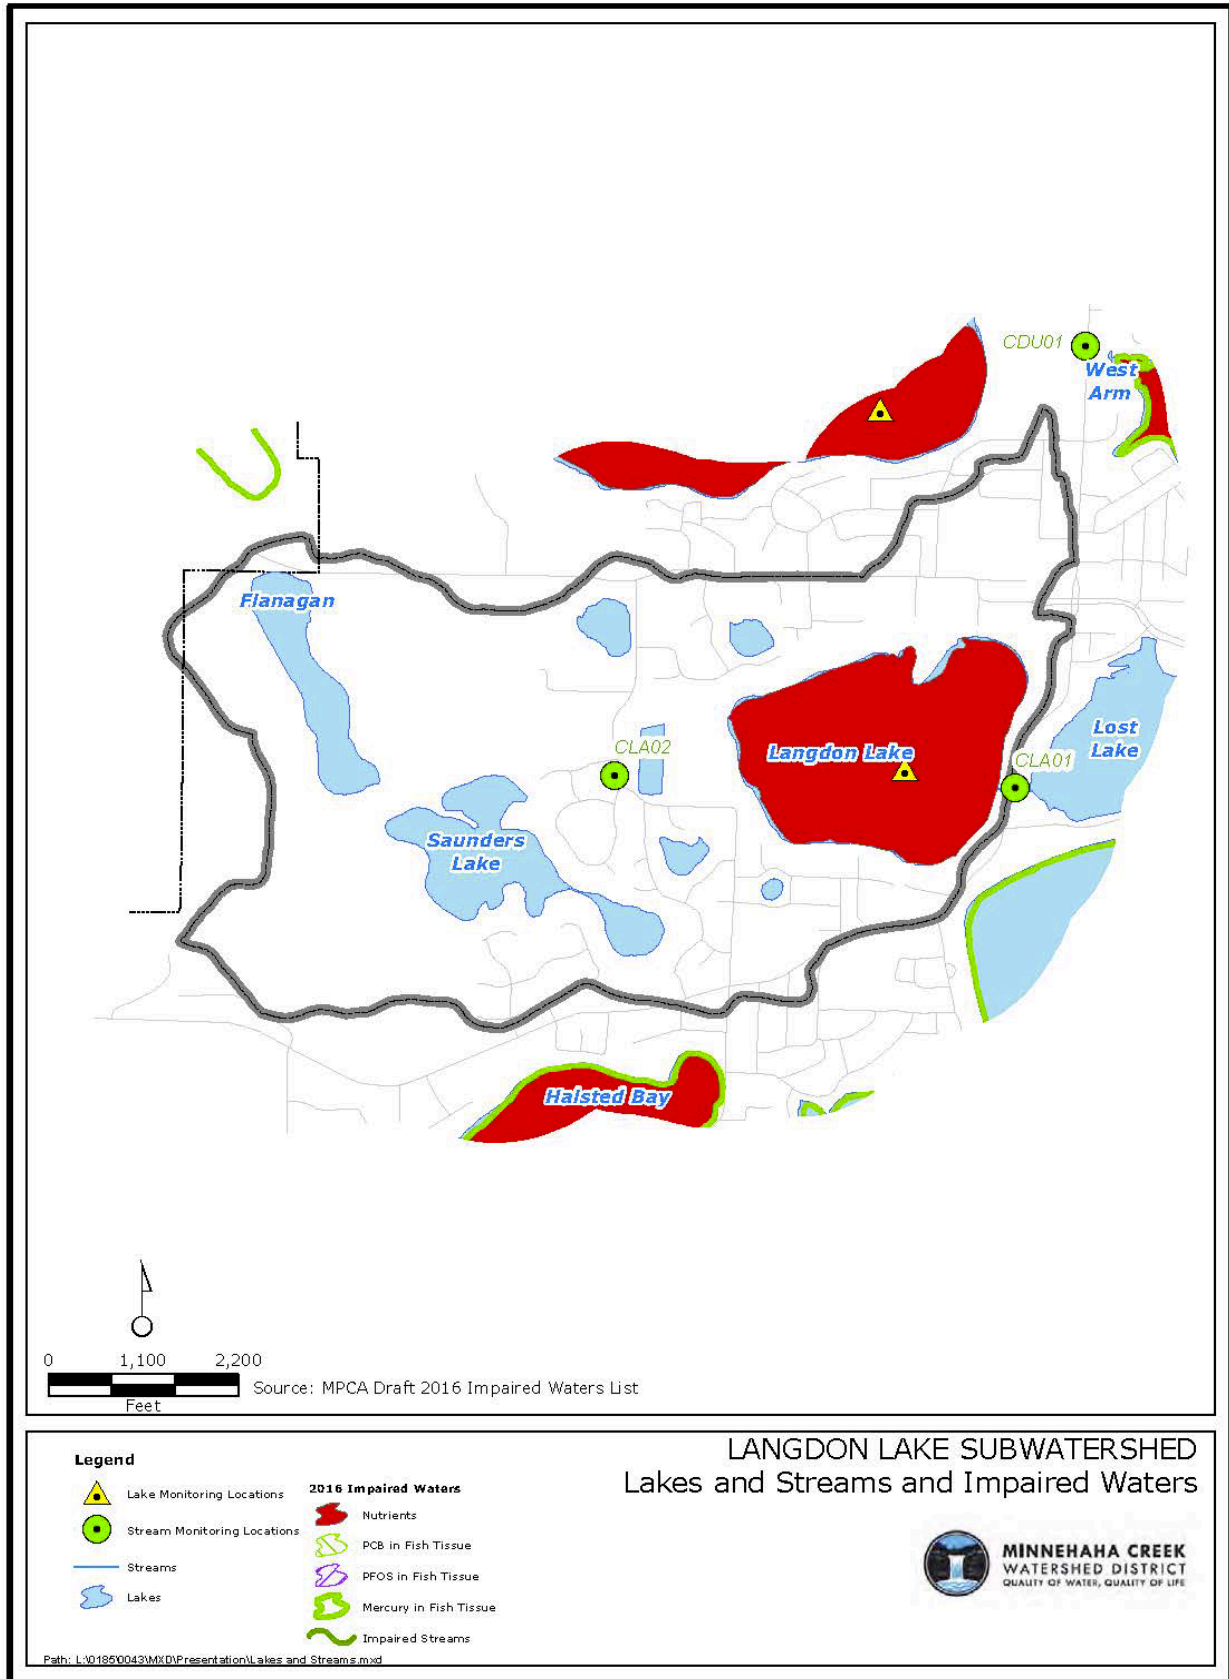 CDU01
West
Arm
Flanagan
CLA02
Langdon Lake
Lost
Lake
CLA01
Saunders
Lake
Halsted Bay
0 1,100 2,200
Feet
Source: MPCA Draft 2016 Impaired Waters List
LANGDON LAKE SUBWATERSHED
Lakes and Streams and Impaired Waters
Legend
Lake Monitoring Locations
Stream Monitoring Locations
Streams
Lakes
2016 Impaired Waters
Nutrients
PCB in Fish Tissue
PFOS in Fish Tissue
Mercury in Fish Tissue
Impaired Streams
MINNEHAHA CREEK
WATERSHED DISTRICT
QUALITY OF WATER, QUALITY OF LIFE
Path: L:\0185\0043\MXD\Presentation\Lakes and Streams.mxd